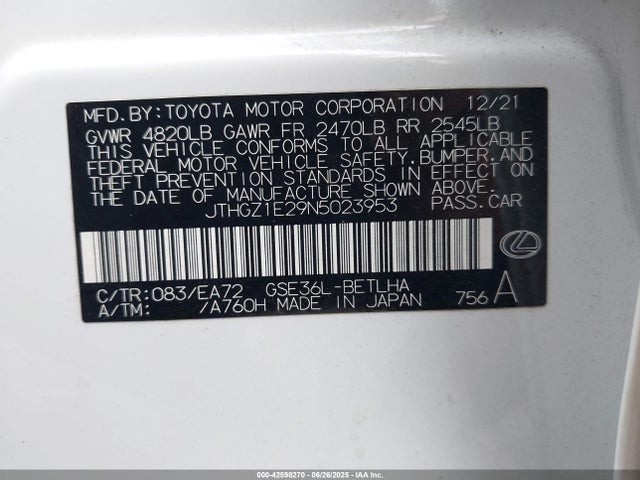 MFD.BY:TOYOTA MOTOR CORPORATION 12/21
GVWR 4820LB GAWR FR 2470LB RR 2545LB
THIS VEHICLE CONFORMS TO ALL APPLICABLE
FEDERAL MOTOR VEHICLE SAFETY,BUMPER,AND
THEFT PREVENTION STANDARDS IN EFFECT ON
THE DATE OF MANUFACTURE SHOWN ABOVE.
JTHGZ1E29N5023953 PASS.CAR
C/TR:083/EA72 GSE36L-BETLHA
A/TM: /A760H MADE IN JAPAN 756 A
000-42598270 - 06/26/2025 - IAA Inc.